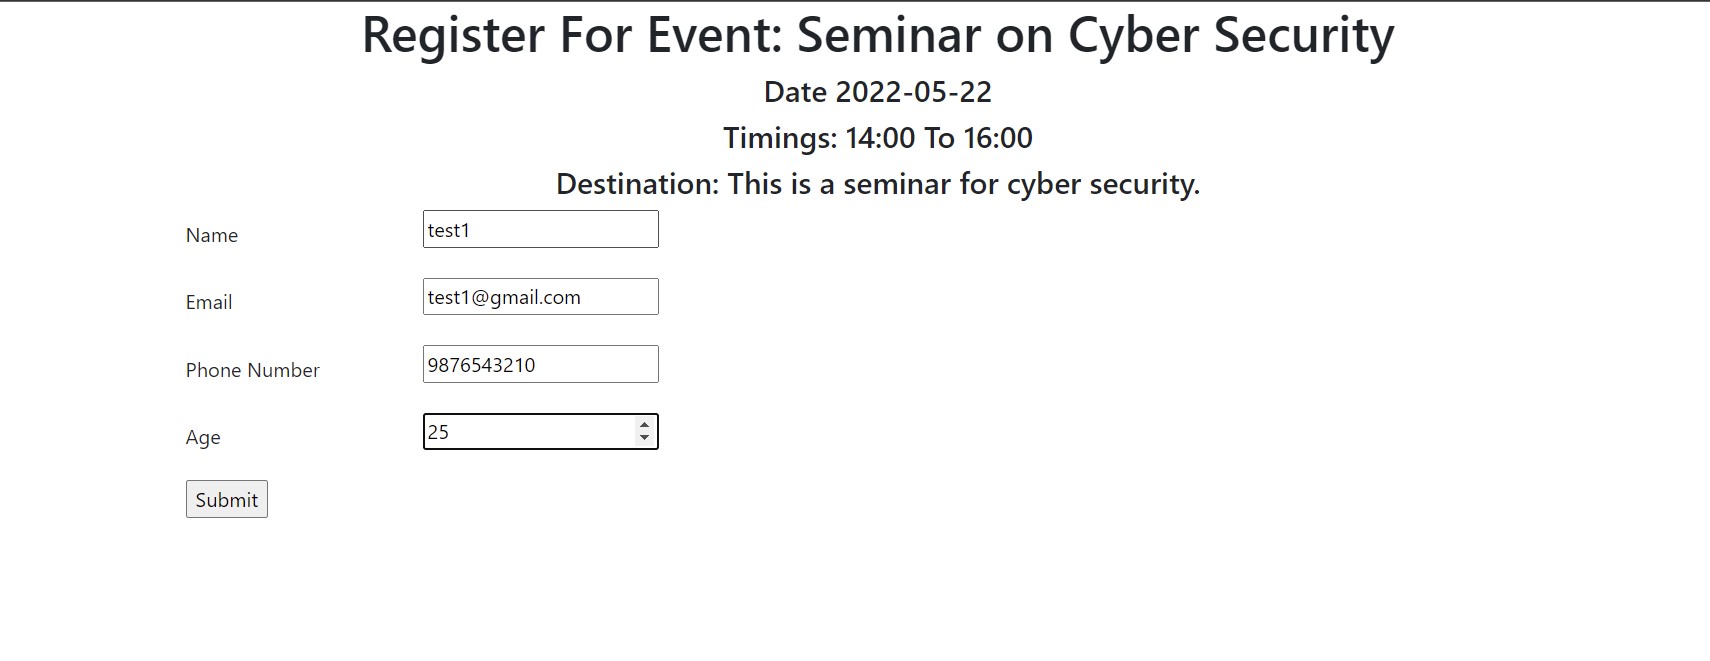 Register For Event: Seminar on Cyber Security
Date 2022-05-22
Timings: 14:00 To 16:00
Destination: This is a seminar for cyber security.
Name test1
Email test1@gmail.com
Phone Number 9876543210
Age 25
Submit